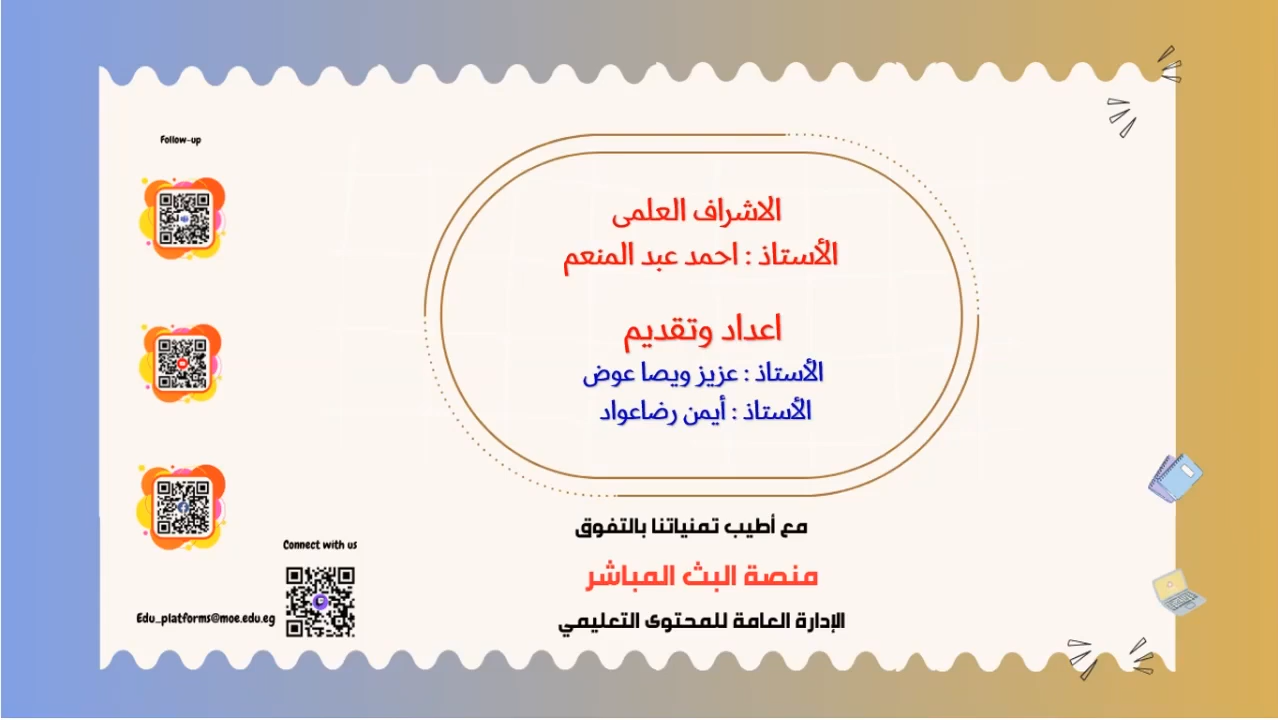 Follow-up
الاشراف العلمى
الأستاذ : احمد عبد المنعم
اعداد وتقديم
الأستاذ : عزيز ويصا عوض
الأستاذ : أيمن رضاعواد
مع أطيب تمنياتنا بالتفوق
Connect with us
منصة البث المباشر
Edu_platforms@moe.edu.eg
الإدارة العامة للمحتوى التعليمي